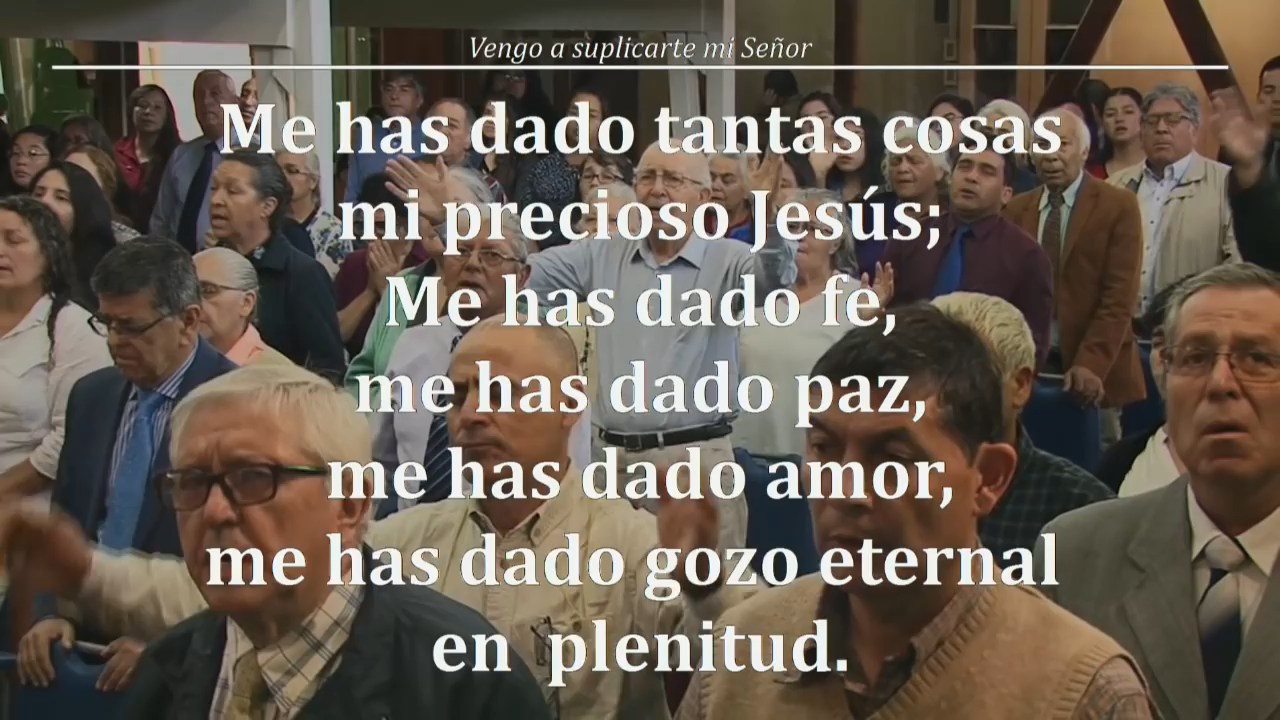 Vengo a suplicarte mi Señor
Me has dado tantas cosas
mi precioso Jesús;
Me has dado fe,
me has dado paz,
me has dado amor,
me has dado gozo eternal
en plenitud.